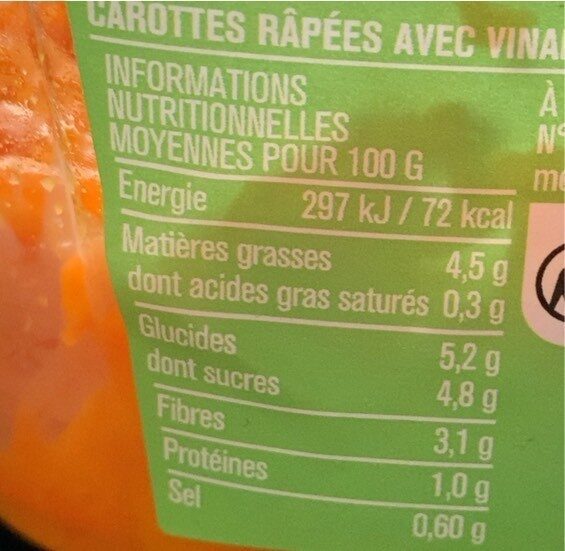 CAROTTES RÂPÉES AVEC
INFORMATIONS
NUTRITIONNELLES
MOYENNES POUR 100 G
Energie 297 kJ / 72 kcal
Matières grasses 4,5 g
dont acides gras saturés 0,3 g
Glucides 5,2 g
dont sucres 4,8 g
Fibres 3,1 g
Protéines 1,0 g
Sel 0,60 g
À
N°